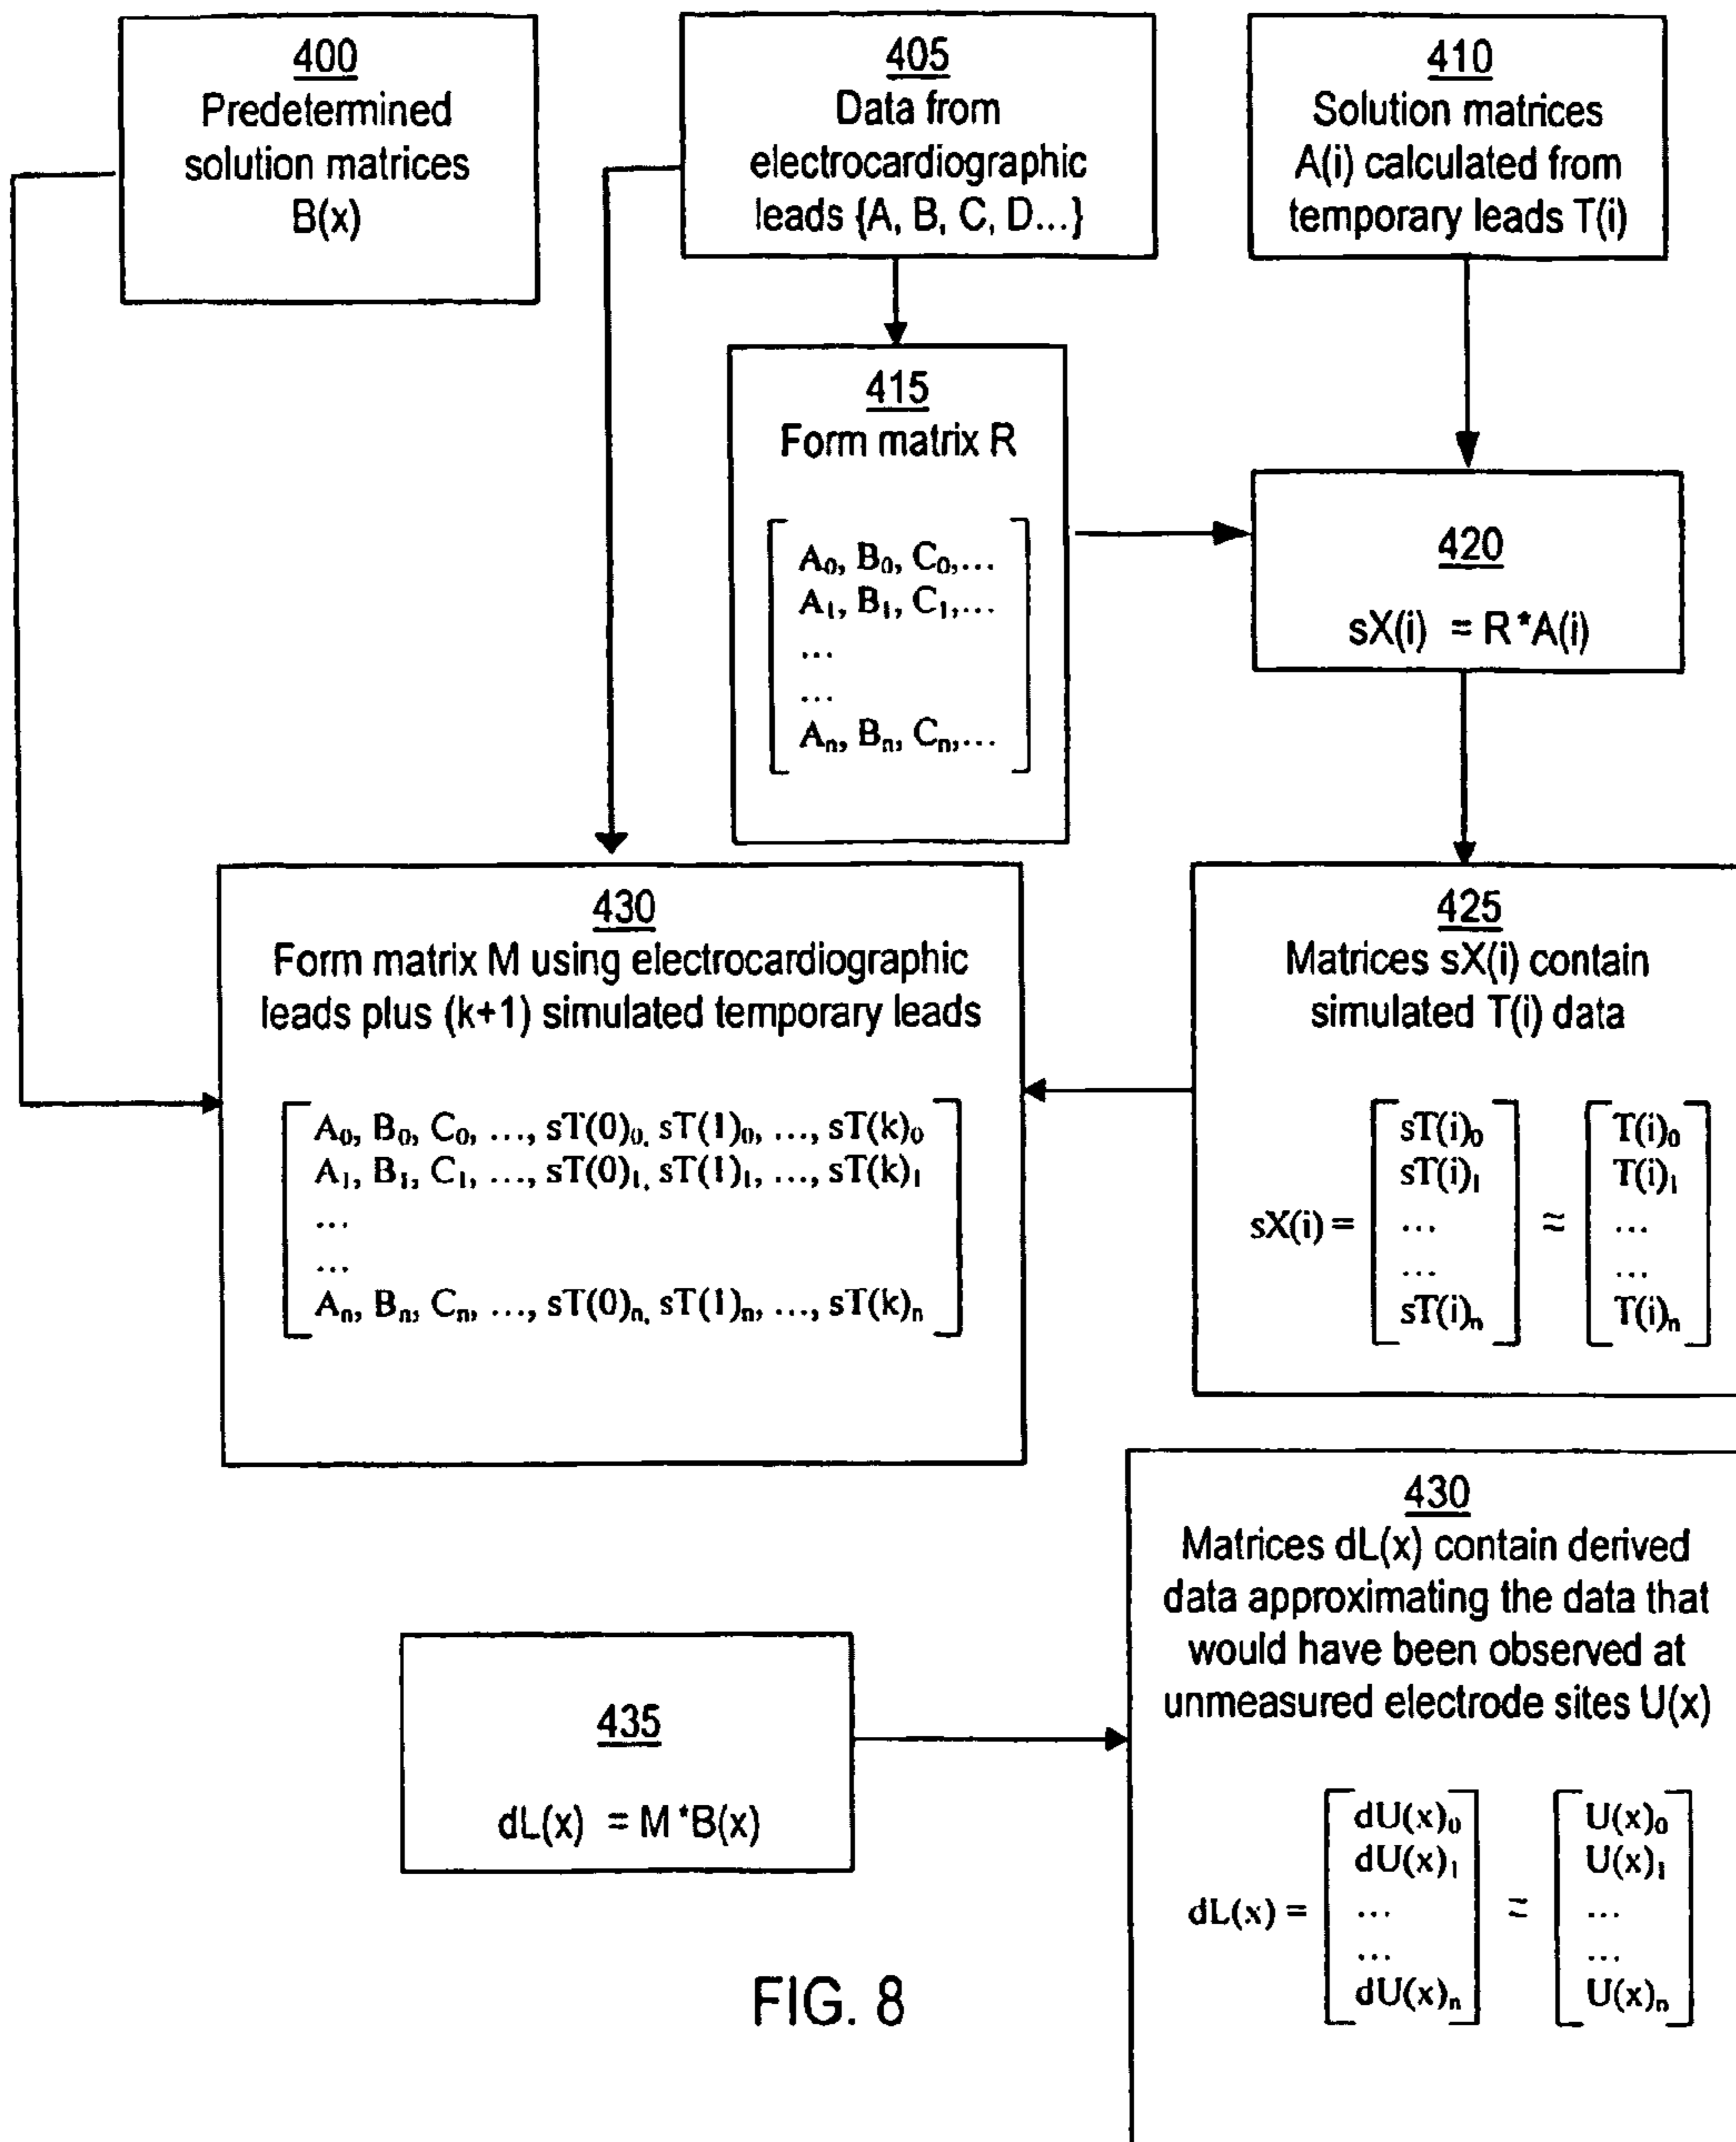 400
Predetermined
solution matrices
B(x)
405
Data from
electrocardiographic
leads {A, B, C, D...}
410
Solution matrices
A(i) calculated from
temporary leads T(i)
415
Form matrix R
A₀, B₀, C₀,...
A₁, B₁, C₁,...
...
...
Aₙ, Bₙ, Cₙ,...
420
sX(i) = R*A(i)
430
Form matrix M using electrocardiographic
leads plus (k+1) simulated temporary leads
A₀, B₀, C₀, ..., sT(0)₀, sT(1)₀, ..., sT(k)₀
A₁, B₁, C₁, ..., sT(0)₁, sT(1)₁, ..., sT(k)₁
...
...
Aₙ, Bₙ, Cₙ, ..., sT(0)ₙ, sT(1)ₙ, ..., sT(k)ₙ
425
Matrices sX(i) contain
simulated T(i) data
sT(i)₀ T(i)₀
sT(i)₁ T(i)₁
sX(i) = ... ≈ ...
... ...
sT(i)ₙ T(i)ₙ
435
dL(x) = M*B(x)
430
Matrices dL(x) contain derived
data approximating the data that
would have been observed at
unmeasured electrode sites U(x)
dU(x)₀ U(x)₀
dU(x)₁ U(x)₁
dL(x) = ... ≈ ...
... ...
dU(x)ₙ U(x)ₙ
FIG. 8